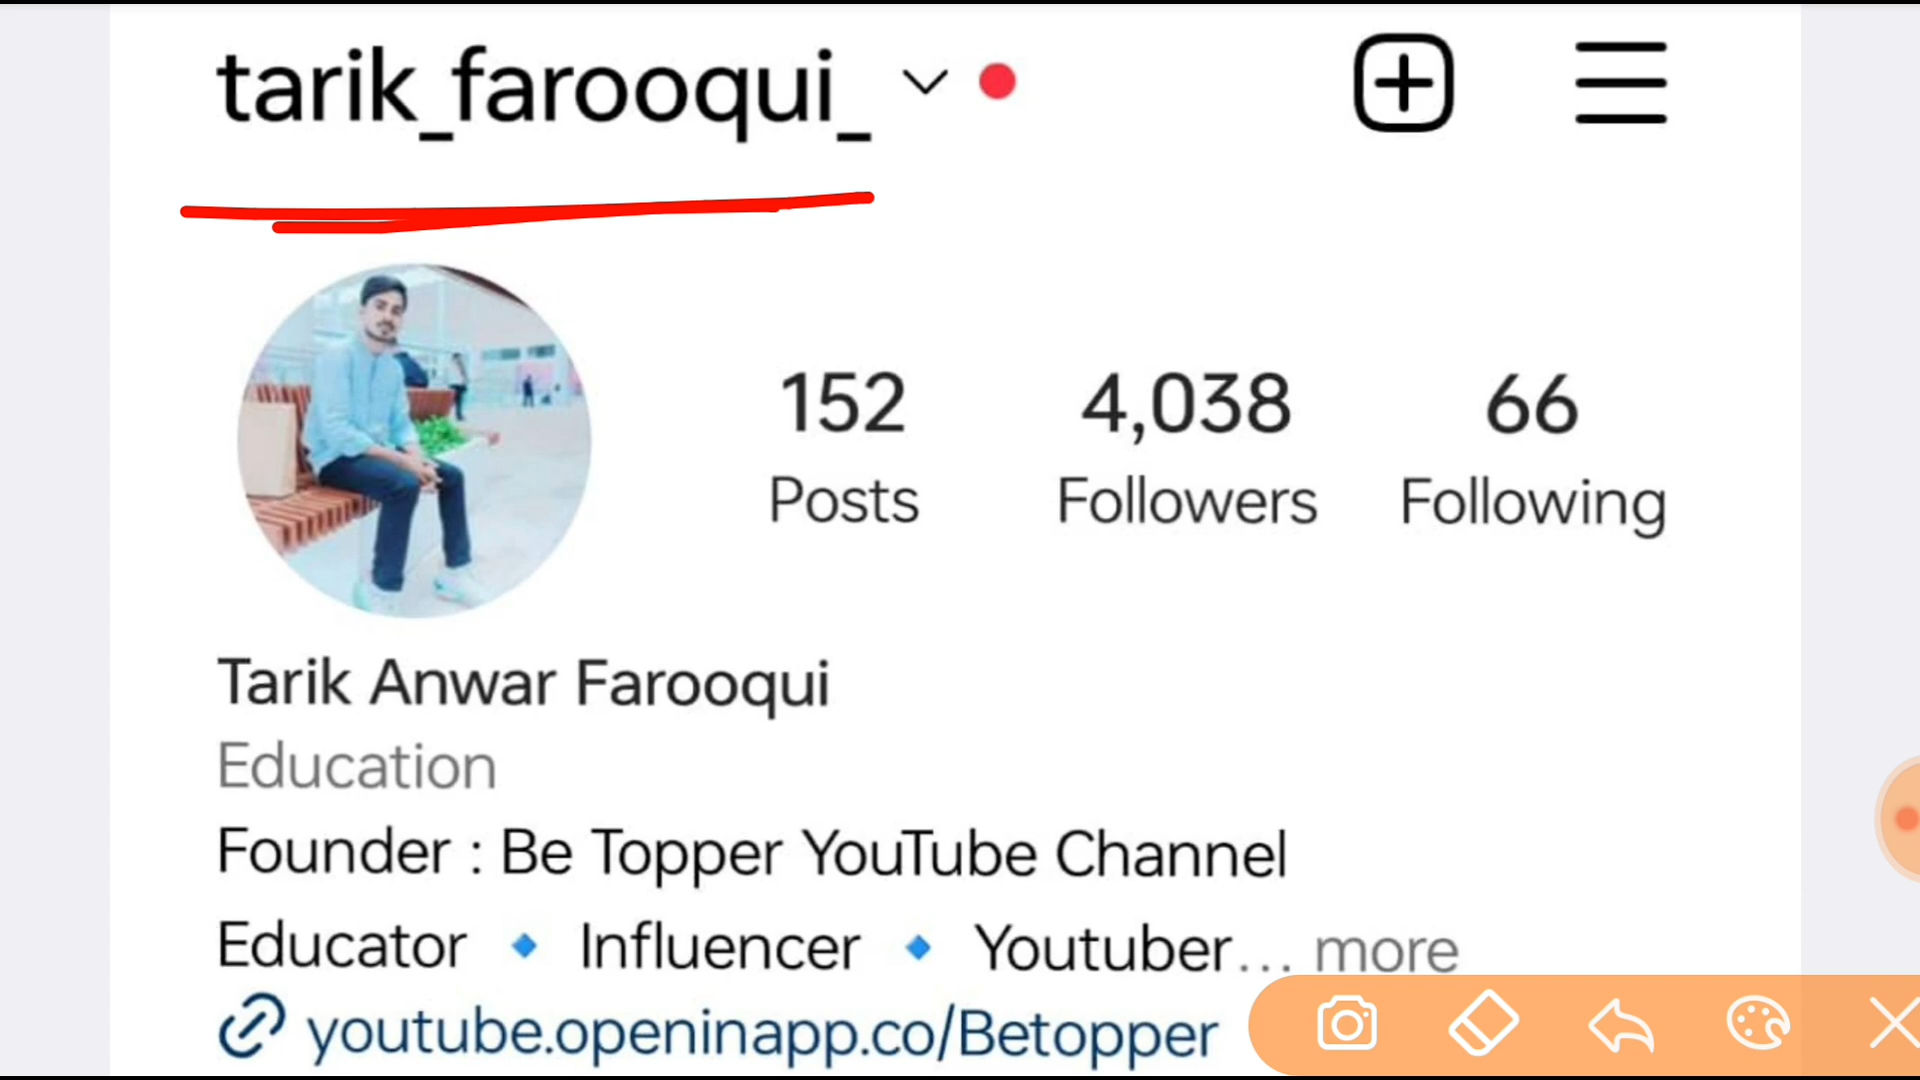 tarik_farooqui_
152 4,038 66
Posts Followers Following
Tarik Anwar Farooqui
Education
Founder : Be Topper YouTube Channel
Educator 🔹 Influencer 🔹 Youtuber... more
youtube.openinapp.co/Betopper